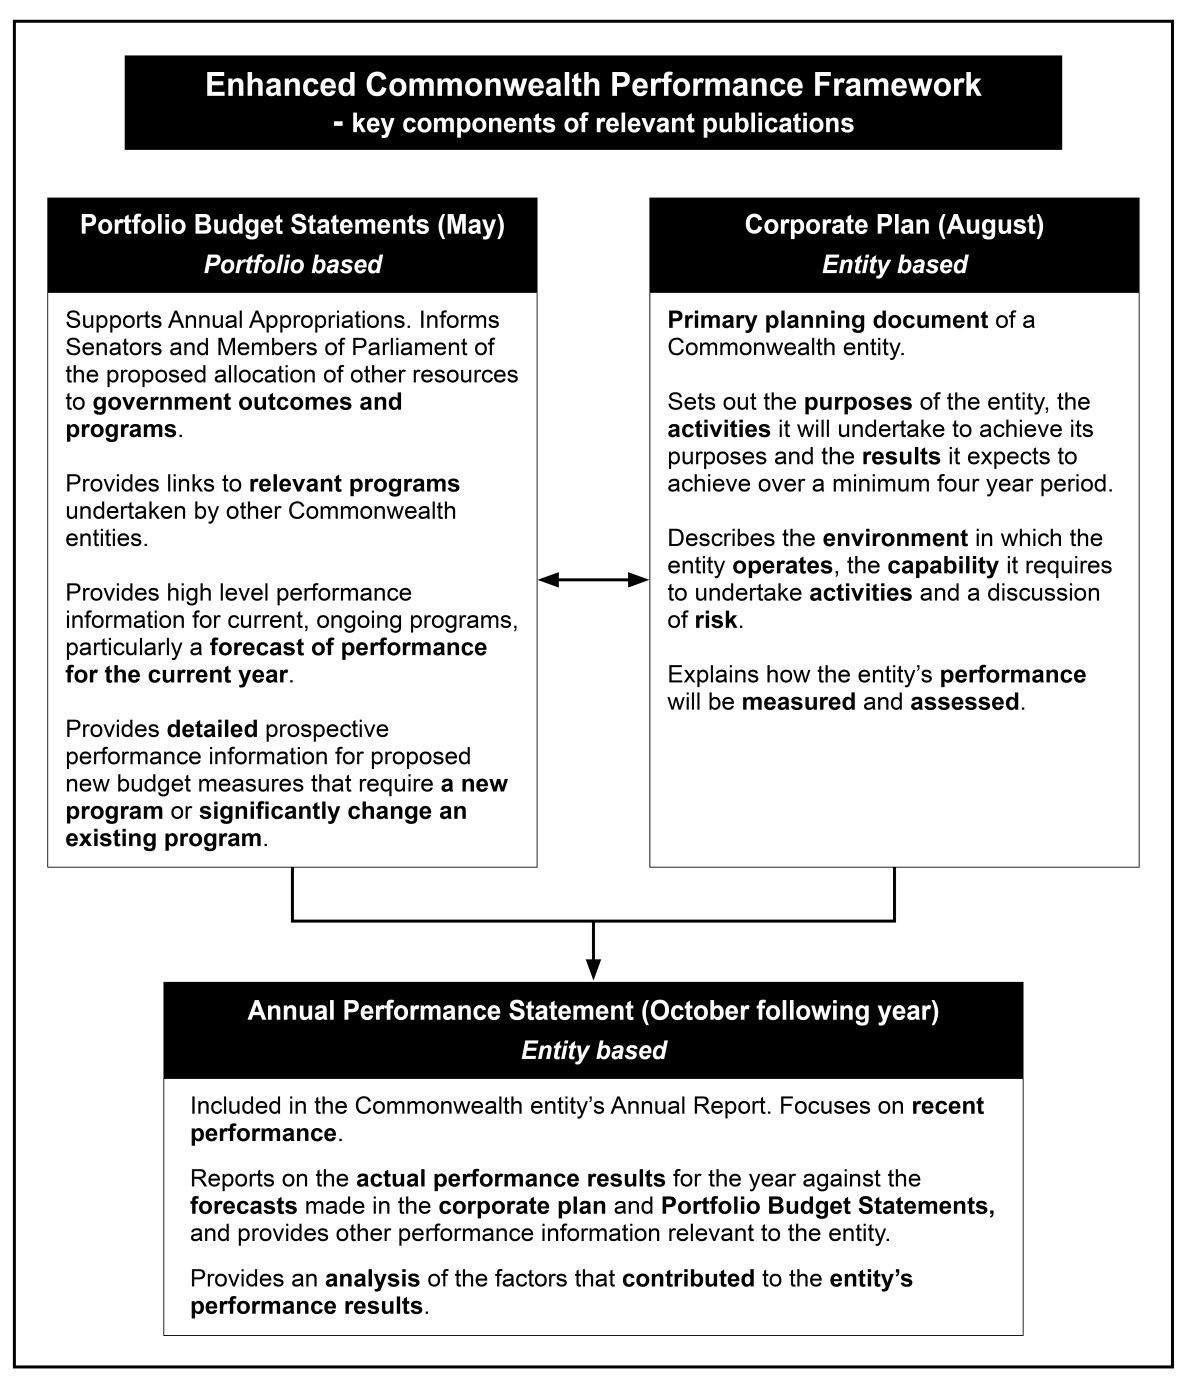 Enhanced Commonwealth Performance Framework
- key components of relevant publications
Portfolio Budget Statements (May)
Portfolio based
Supports Annual Appropriations. Informs
Senators and Members of Parliament of
the proposed allocation of other resources
to government outcomes and
programs.
Provides links to relevant programs
undertaken by other Commonwealth
entities.
Provides high level performance
information for current, ongoing programs,
particularly a forecast of performance
for the current year.
Provides detailed prospective
performance information for proposed
new budget measures that require a new
program or significantly change an
existing program.
Corporate Plan (August)
Entity based
Primary planning document of a
Commonwealth entity.
Sets out the purposes of the entity, the
activities it will undertake to achieve its
purposes and the results it expects to
achieve over a minimum four year period.
Describes the environment in which the
entity operates, the capability it requires
to undertake activities and a discussion
of risk.
Explains how the entity’s performance
will be measured and assessed.
Annual Performance Statement (October following year)
Entity based
Included in the Commonwealth entity’s Annual Report. Focuses on recent
performance.
Reports on the actual performance results for the year against the
forecasts made in the corporate plan and Portfolio Budget Statements,
and provides other performance information relevant to the entity.
Provides an analysis of the factors that contributed to the entity’s
performance results.